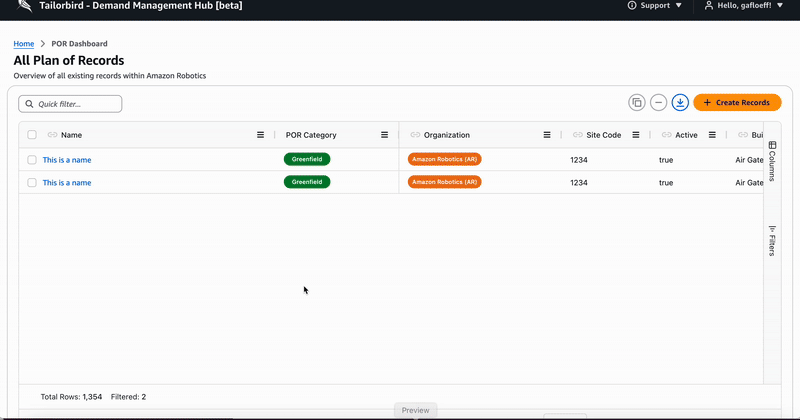 Tailorbird - Demand Management Hub [beta]
Support
Hello, gafloeff!
Home > POR Dashboard
All Plan of Records
Overview of all existing records within Amazon Robotics
Quick filter...
+ Create Records
Name
POR Category
Organization
Site Code
Active
Bui
This is a name
Greenfield
Amazon Robotics (AR)
1234
true
Air Gate
This is a name
Greenfield
Amazon Robotics (AR)
1234
true
Air Gate
Columns
Filters
Total Rows: 1,354
Filtered: 2
Preview